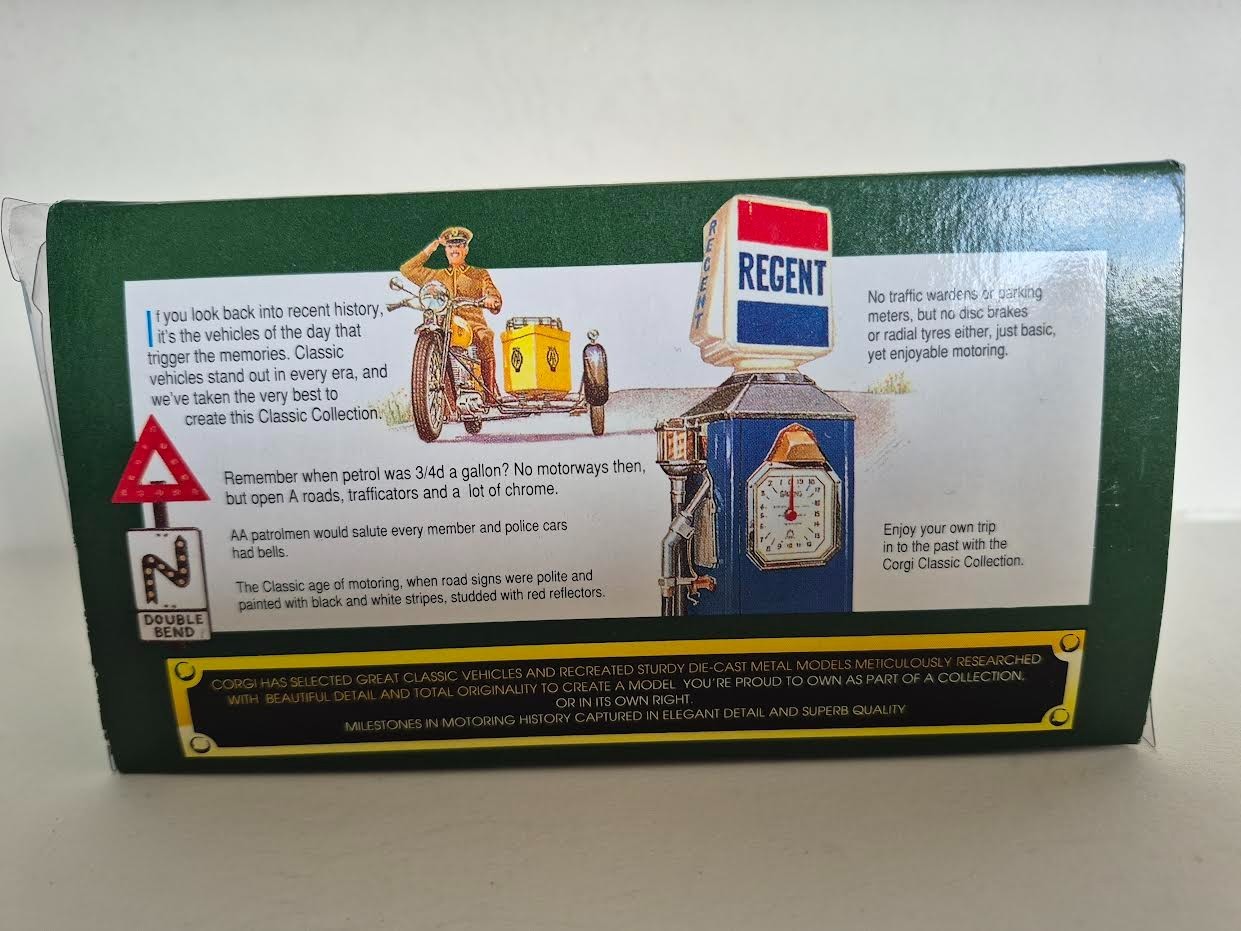 If you look back into recent history,
it's the vehicles of the day that
trigger the memories. Classic
vehicles stand out in every era, and
we've taken the very best to
create this Classic Collection.
Remember when petrol was 3/4d a gallon? No motorways then,
but open A roads, trafficators and a lot of chrome.
AA patrolmen would salute every member and police cars
had bells.
The Classic age of motoring, when road signs were polite and
painted with black and white stripes, studded with red reflectors.
DOUBLE
BEND
AA
REGENT
REGENT
No traffic wardens or parking
meters, but no disc brakes
or radial tyres either, just basic,
yet enjoyable motoring.
Enjoy your own trip
in to the past with the
Corgi Classic Collection.
CORGI HAS SELECTED GREAT CLASSIC VEHICLES AND RECREATED STURDY DIE-CAST METAL MODELS METICULOUSLY RESEARCHED
WITH BEAUTIFUL DETAIL AND TOTAL ORIGINALITY TO CREATE A MODEL YOU'RE PROUD TO OWN AS PART OF A COLLECTION,
OR IN ITS OWN RIGHT.
MILESTONES IN MOTORING HISTORY CAPTURED IN ELEGANT DETAIL AND SUPERB QUALITY